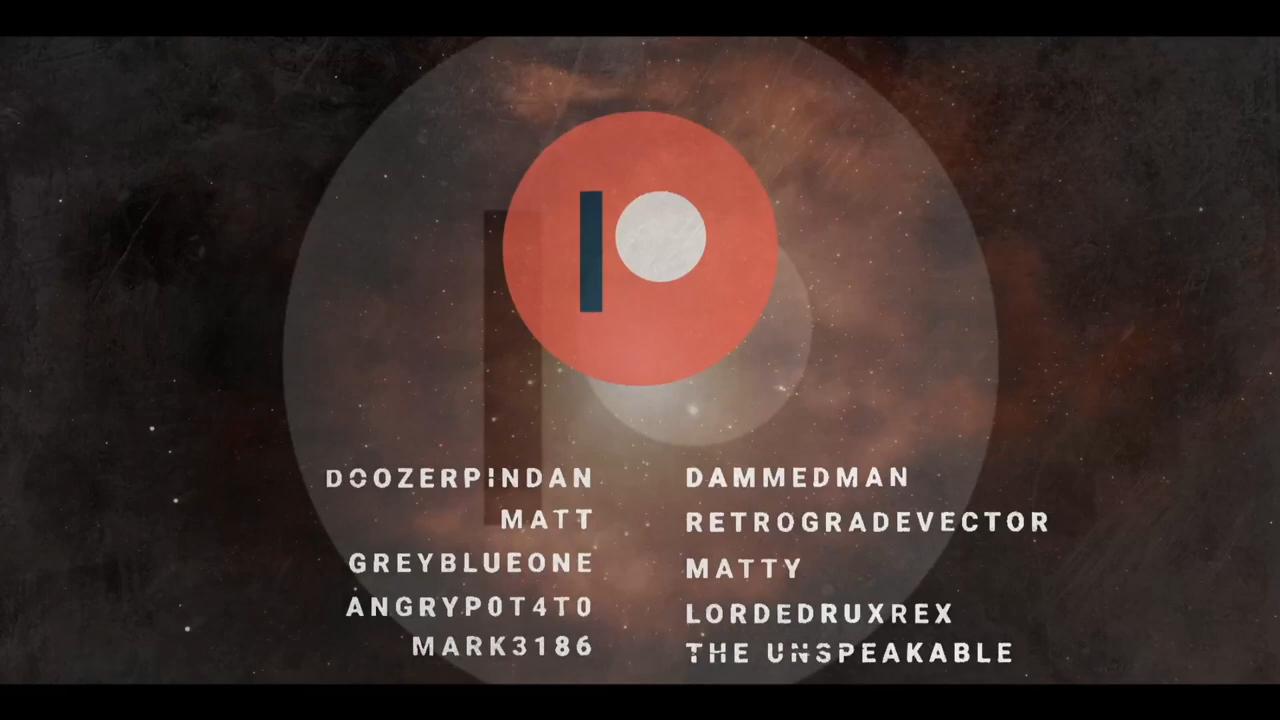 DOOZERPINDAN
MATT
GREYBLUEONE
ANGRYP0T4T0
MARK3186
DAMMEDMAN
RETROGRADEVECTOR
MATTY
LORDEDRUXREX
THE UNSPEAKABLE